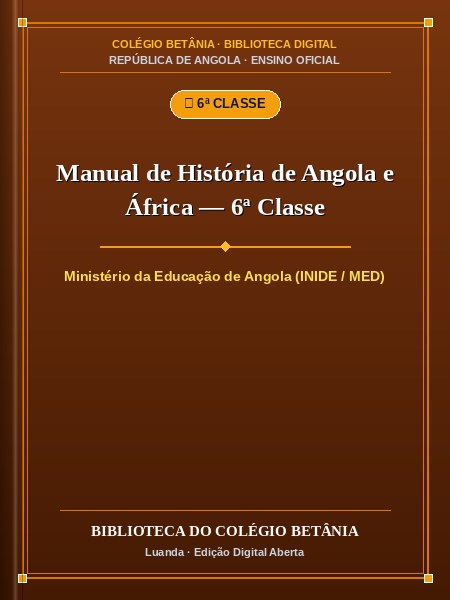 COLÉGIO BETÂNIA · BIBLIOTECA DIGITAL
REPÚBLICA DE ANGOLA · ENSINO OFICIAL
6ª CLASSE
Manual de História de Angola e
África — 6ª Classe
Ministério da Educação de Angola (INIDE / MED)
BIBLIOTECA DO COLÉGIO BETÂNIA
Luanda · Edição Digital Aberta